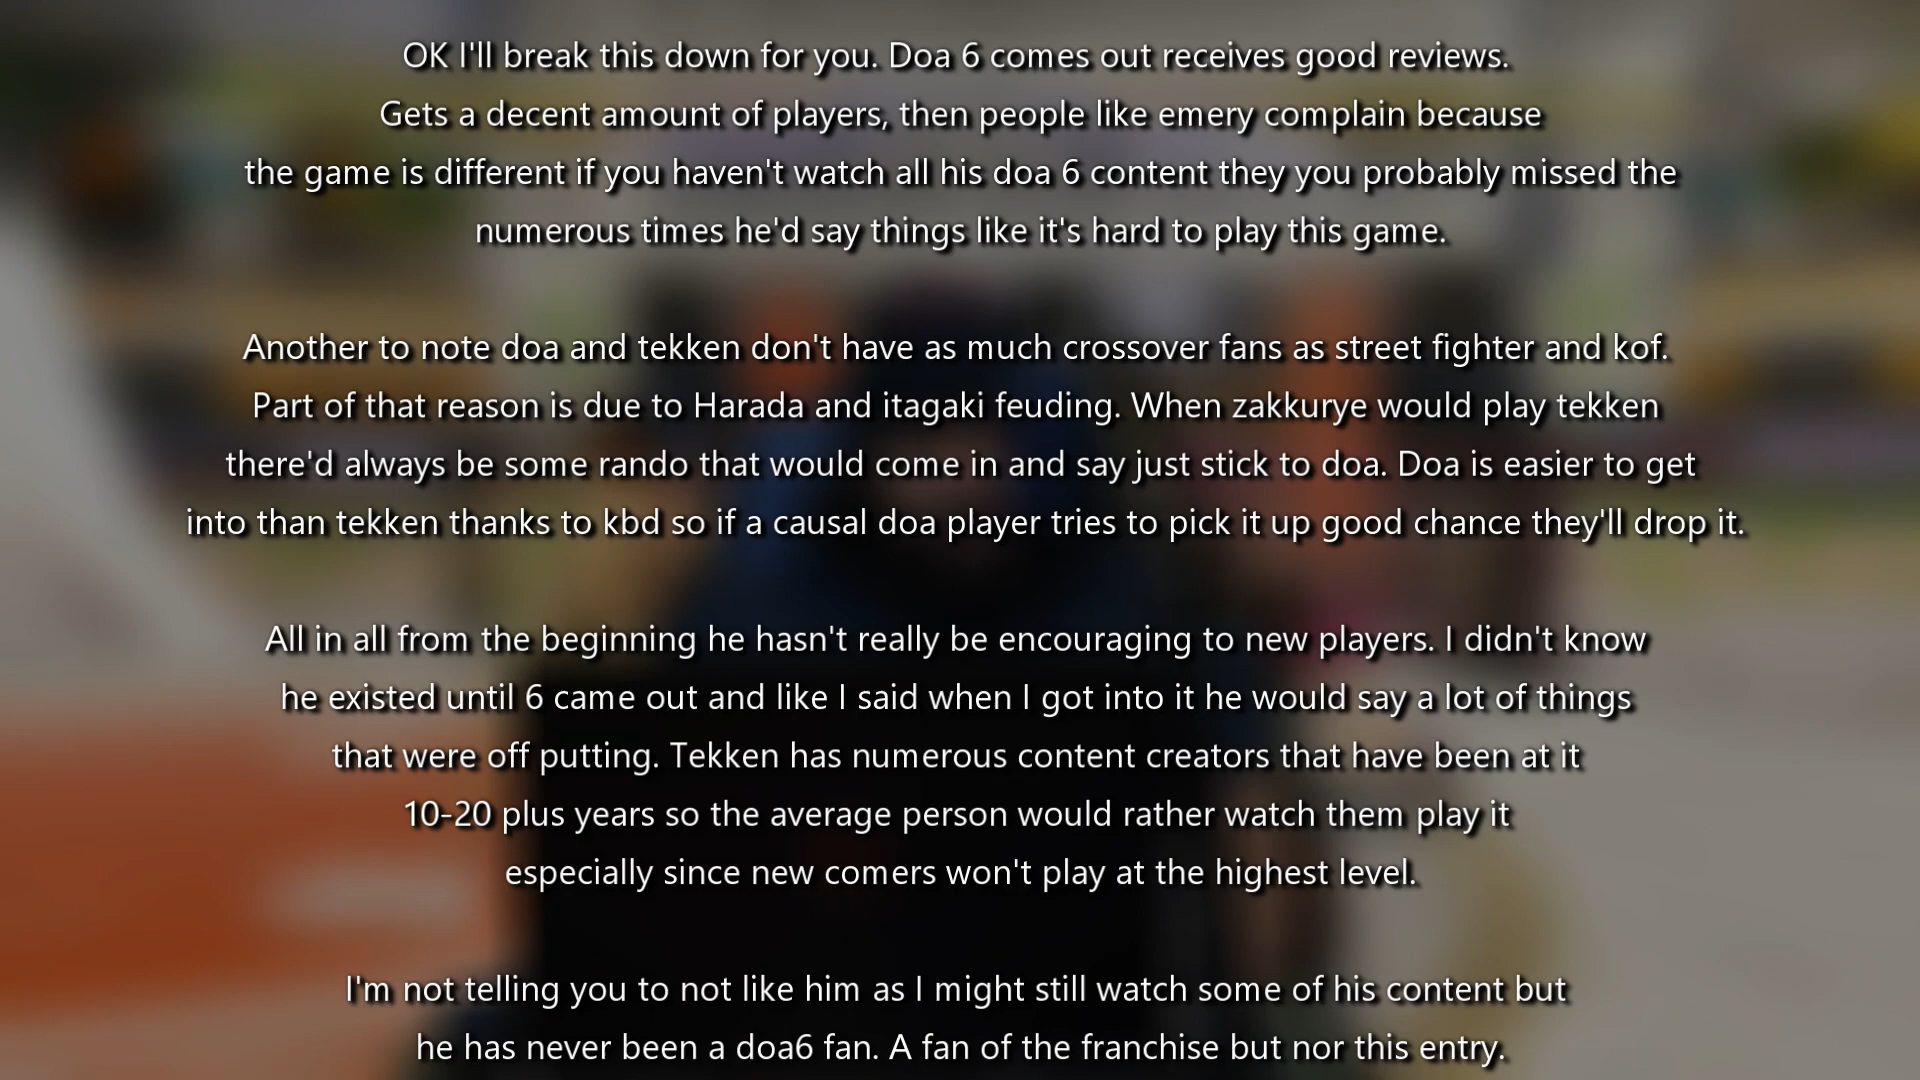 OK I'll break this down for you. Doa 6 comes out receives good reviews.
Gets a decent amount of players, then people like emery complain because
the game is different if you haven't watch all his doa 6 content they you probably missed the
numerous times he'd say things like it's hard to play this game.
Another to note doa and tekken don't have as much crossover fans as street fighter and kof.
Part of that reason is due to Harada and itagaki feuding. When zakkurye would play tekken
there'd always be some rando that would come in and say just stick to doa. Doa is easier to get
into than tekken thanks to kbd so if a causal doa player tries to pick it up good chance they'll drop it.
All in all from the beginning he hasn't really be encouraging to new players. I didn't know
he existed until 6 came out and like I said when I got into it he would say a lot of things
that were off putting. Tekken has numerous content creators that have been at it
10-20 plus years so the average person would rather watch them play it
especially since new comers won't play at the highest level.
I'm not telling you to not like him as I might still watch some of his content but
he has never been a doa6 fan. A fan of the franchise but nor this entry.